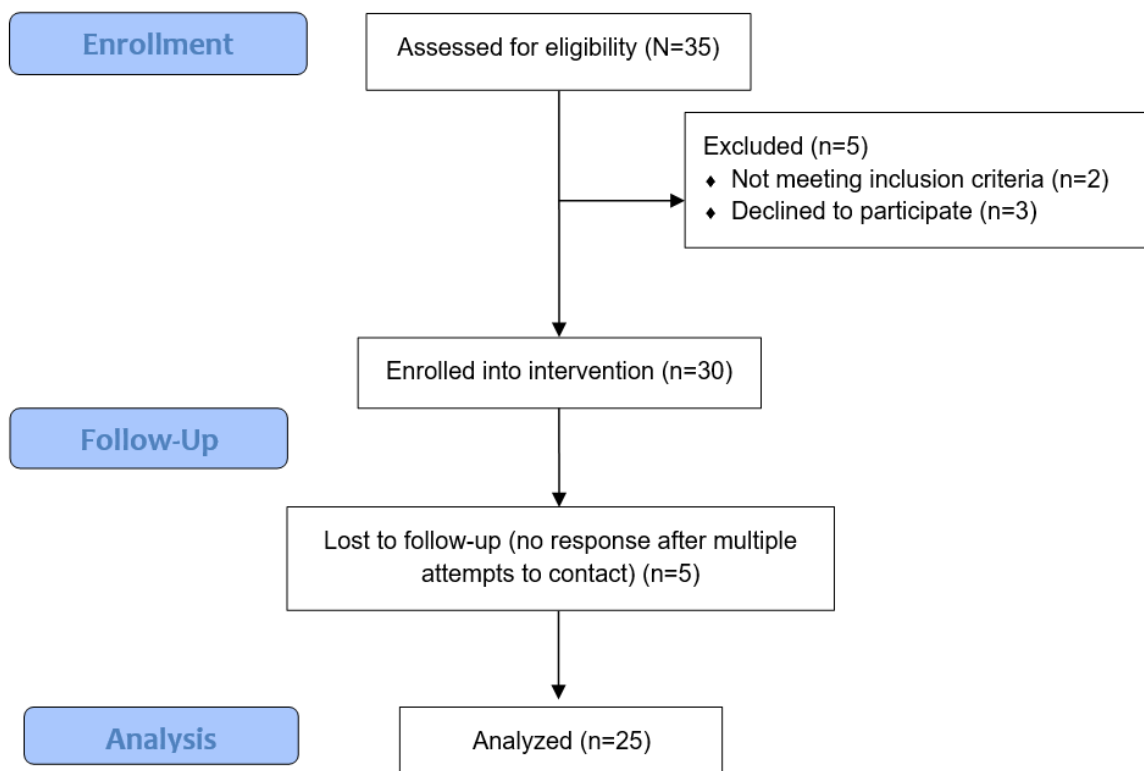 Enrollment
Assessed for eligibility (N=35)
Excluded (n=5)
♦ Not meeting inclusion criteria (n=2)
♦ Declined to participate (n=3)
Enrolled into intervention (n=30)
Follow-Up
Lost to follow-up (no response after multiple
attempts to contact) (n=5)
Analysis
Analyzed (n=25)